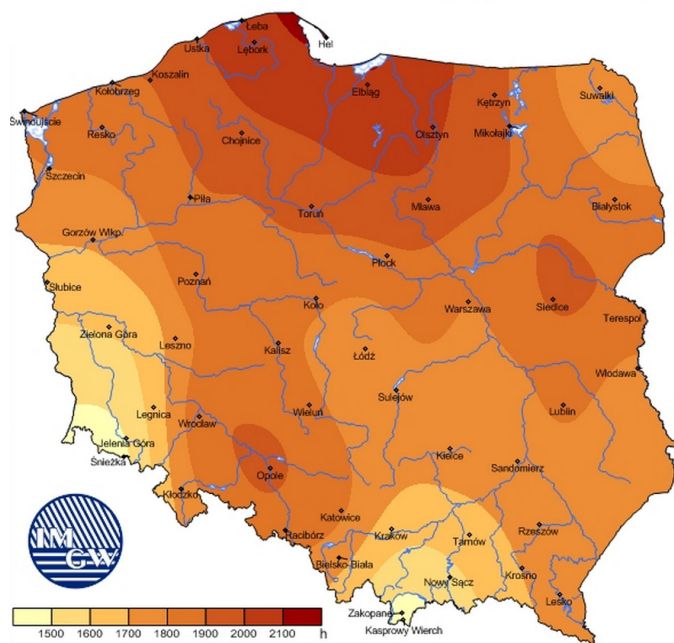 Łeba
Hel
Ustka
Lębork
Koszalin
Kołobrzeg
Elbląg
Kętrzyn
Suwałki
Świnoujście
Resko
Chojnice
Olsztyn
Mikołajki
Szczecin
Piła
Toruń
Mława
Białystok
Gorzów Wlkp.
Płock
Słubice
Poznań
Koło
Warszawa
Siedlce
Terespol
Zielona Góra
Leszno
Kalisz
Łódź
Włodawa
Sulejów
Legnica
Wrocław
Wieluń
Lublin
Jelenia Góra
Śnieżka
Opole
Kielce
Sandomierz
Kłodzko
Katowice
Racibórz
Kraków
Tarnów
Rzeszów
Bielsko-Biała
Nowy Sącz
Krosno
Lesko
Zakopane
Kasprowy Wierch
IM
GW
1500 1600 1700 1800 1900 2000 2100 h